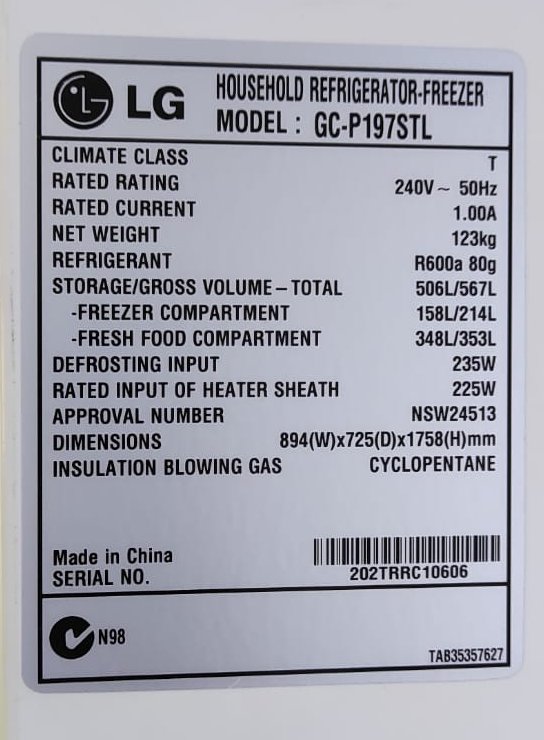 LG HOUSEHOLD REFRIGERATOR-FREEZER
MODEL : GC-P197STL
CLIMATE CLASS T
RATED RATING 240V~ 50Hz
RATED CURRENT 1.00A
NET WEIGHT 123kg
REFRIGERANT R600a 80g
STORAGE/GROSS VOLUME – TOTAL 506L/567L
-FREEZER COMPARTMENT 158L/214L
-FRESH FOOD COMPARTMENT 348L/353L
DEFROSTING INPUT 235W
RATED INPUT OF HEATER SHEATH 225W
APPROVAL NUMBER NSW24513
DIMENSIONS 894(W)x725(D)x1758(H)mm
INSULATION BLOWING GAS CYCLOPENTANE
Made in China
SERIAL NO. 202TRRC10606
N98
TAB35357627